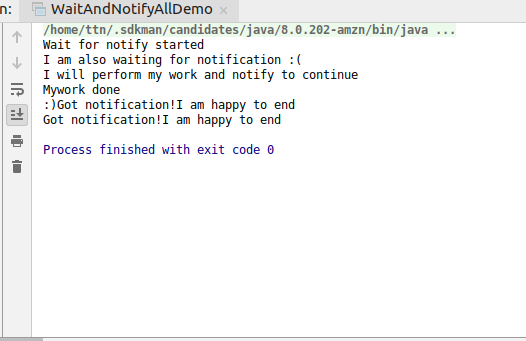 n: WaitAndNotifyAllDemo ×
/home/ttn/.sdkman/candidates/java/8.0.202-amzn/bin/java ...
Wait for notify started
I am also waiting for notification :(
I will perform my work and notify to continue
Mywork done
:)Got notification!I am happy to end
Got notification!I am happy to end
Process finished with exit code 0